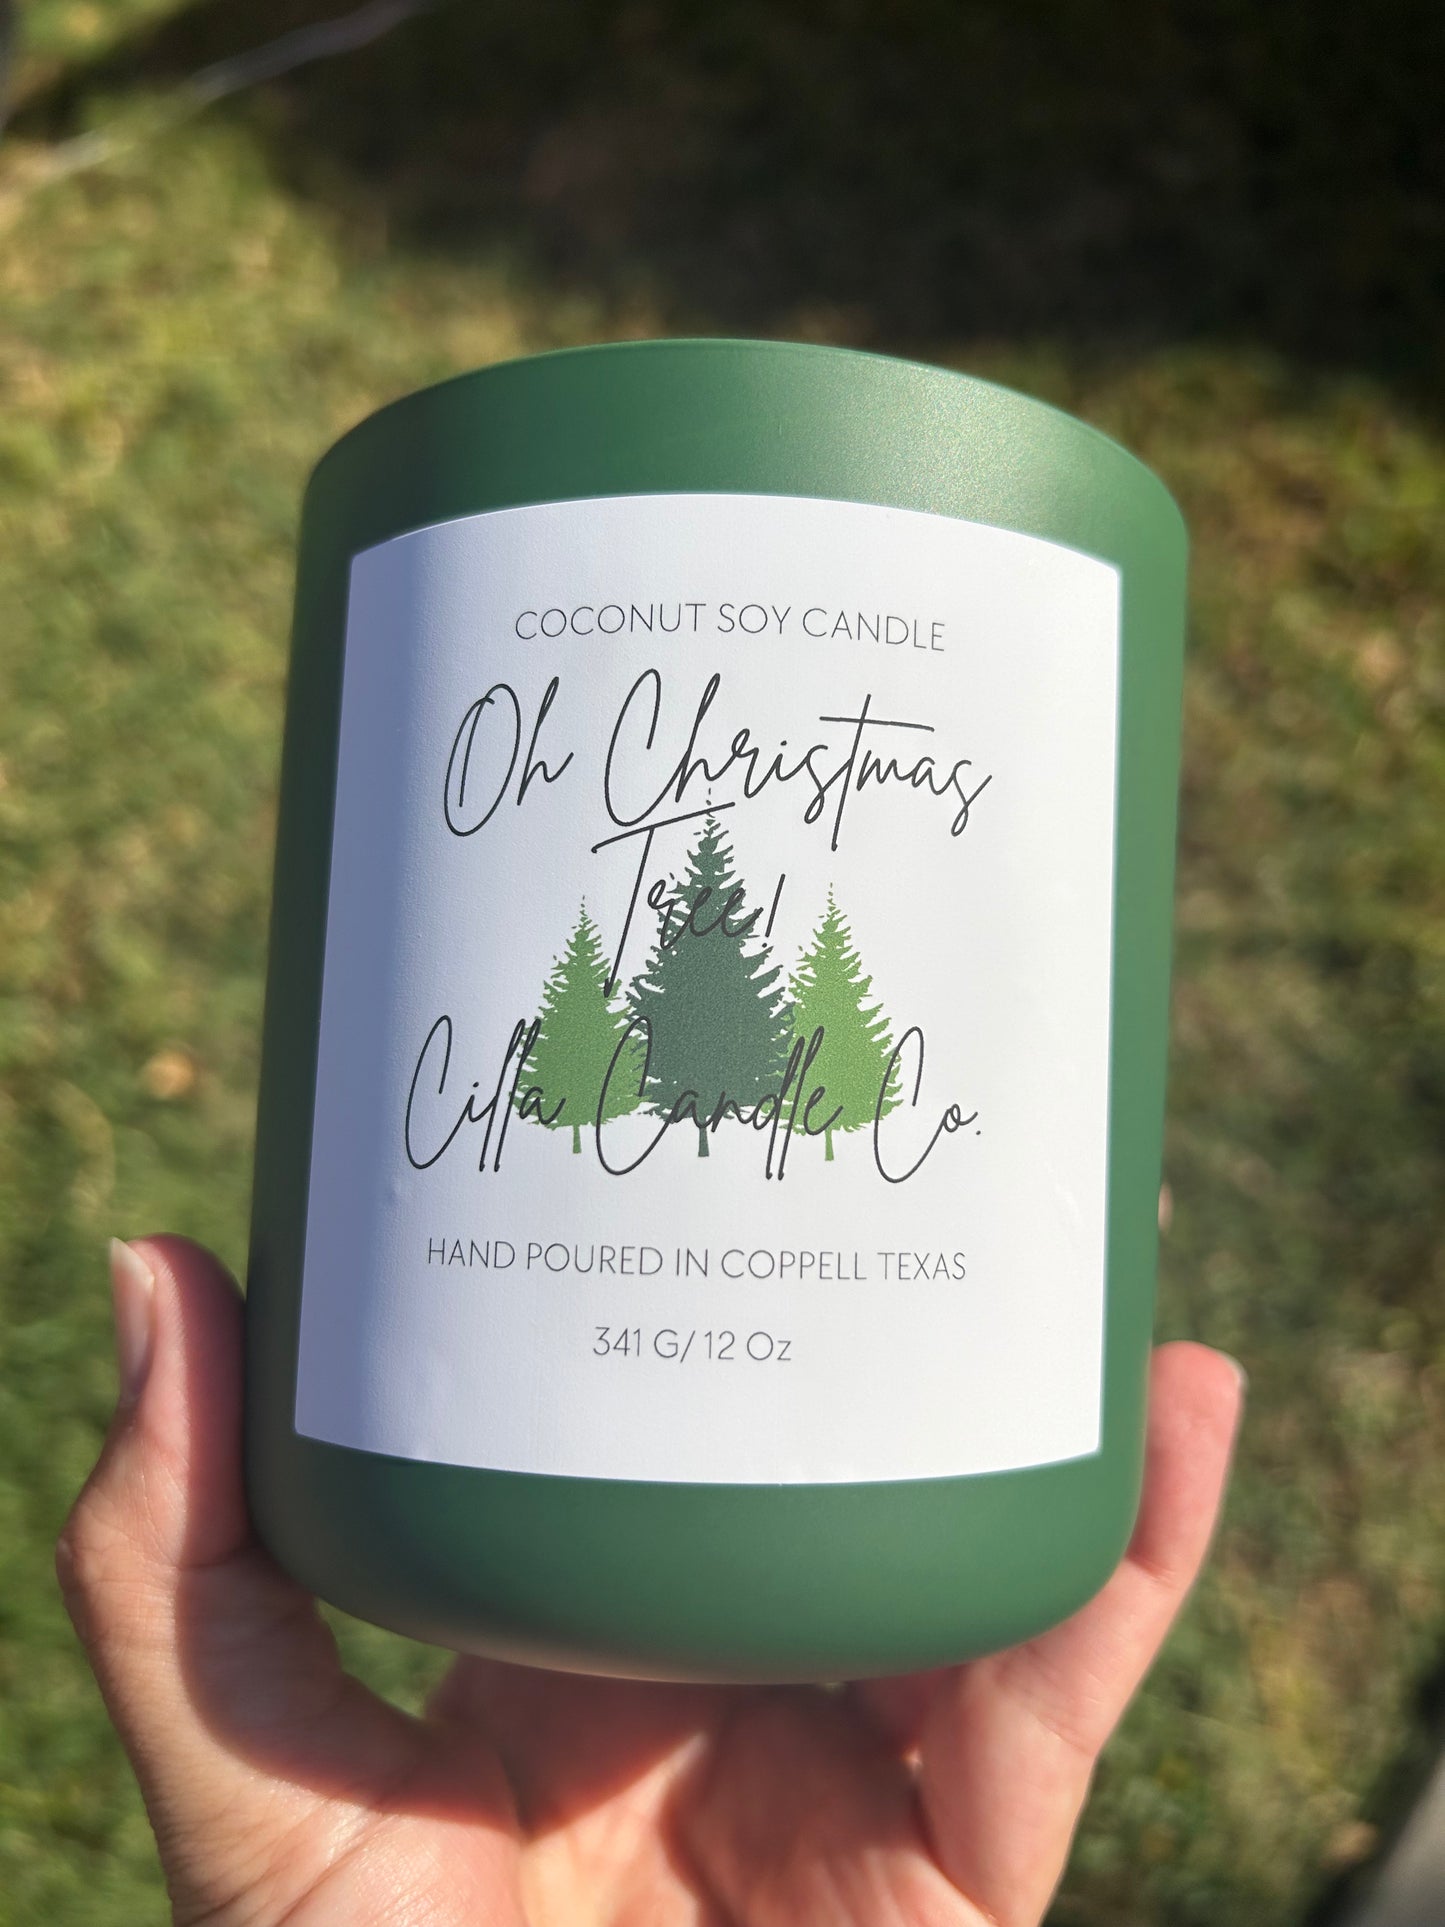 COCONUT SOY CANDLE
Oh Christmas
Tree!
Cilla Candle Co.
HAND POURED IN COPPELL TEXAS
341 G/ 12 Oz